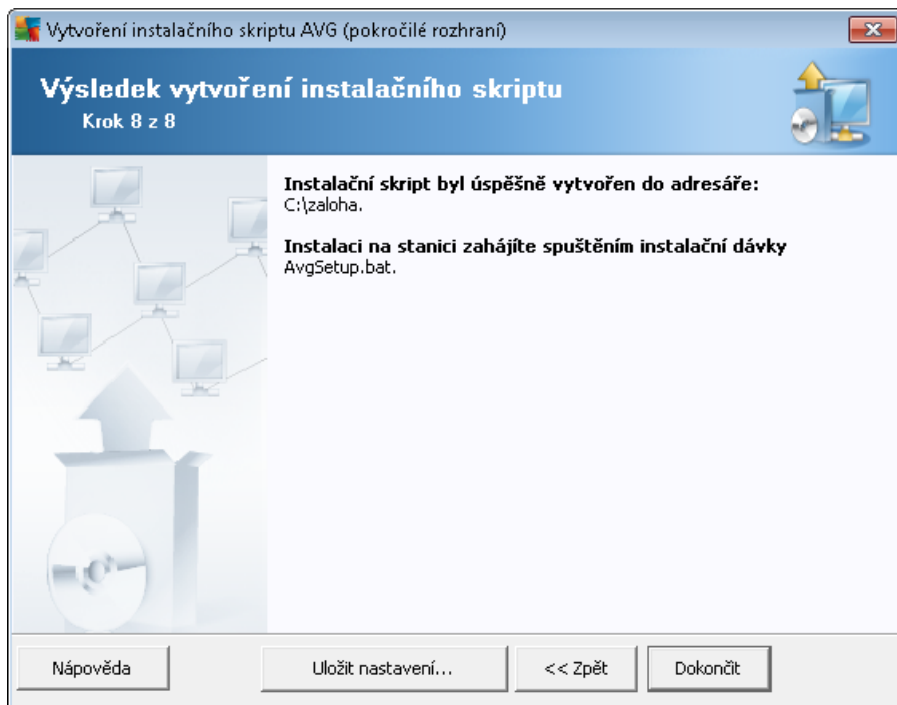 Vytvoření instalačního skriptu AVG (pokročilé rozhraní)
Výsledek vytvoření instalačního skriptu
Krok 8 z 8
Instalační skript byl úspěšně vytvořen do adresáře:
C:\zaloha.
Instalaci na stanici zahájíte spuštěním instalační dávky
AvgSetup.bat.
Nápověda
Uložit nastavení...
<< Zpět
Dokončit